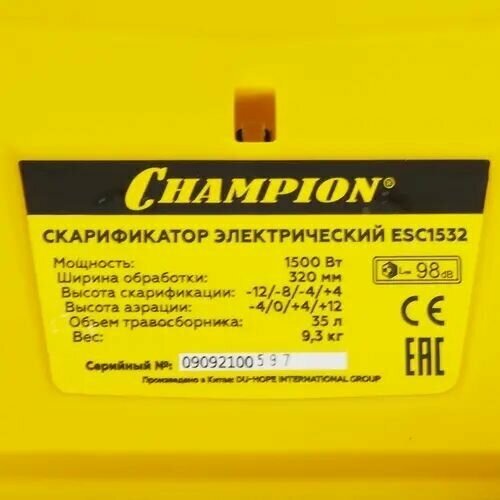 CHAMPION®
СКАРИФИКАТОР ЭЛЕКТРИЧЕСКИЙ ESC1532
Мощность: 1500 Вт
Ширина обработки: 320 мм
Высота скарификации: -12/-8/-4/+4
Высота аэрации: -4/0/+4/+12
Объем травосборника: 35 л
Вес: 9,3 кг
98dB
CE
EAC
Серийный №: 09092100597
Произведено в Китае: DU-HOPE INTERNATIONAL GROUP